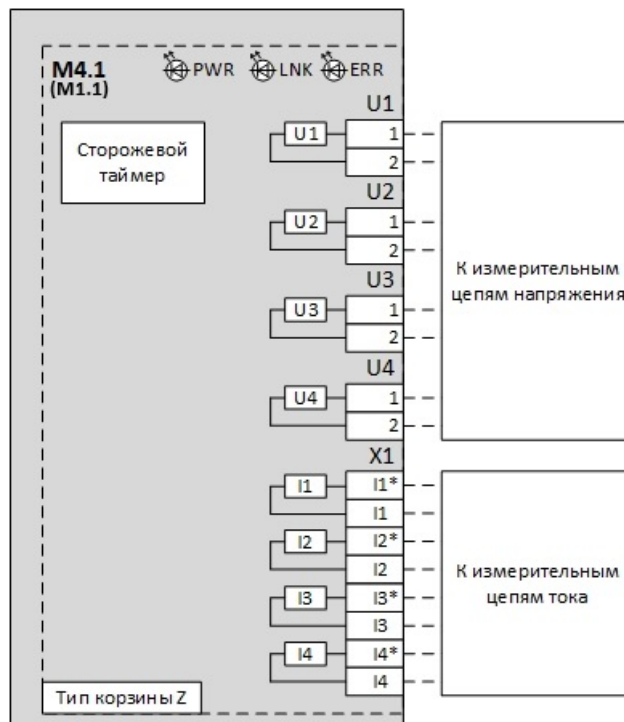 M4.1
(M1.1)
PWR
LNK
ERR
Сторожевой
таймер
U1
U1
1
2
U2
U2
1
2
U3
U3
1
2
U4
U4
1
2
К измерительным
цепям напряжения
X1
I1
I1*
I1
I2
I2*
I2
I3
I3*
I3
I4
I4*
I4
К измерительным
цепям тока
Тип корзины Z